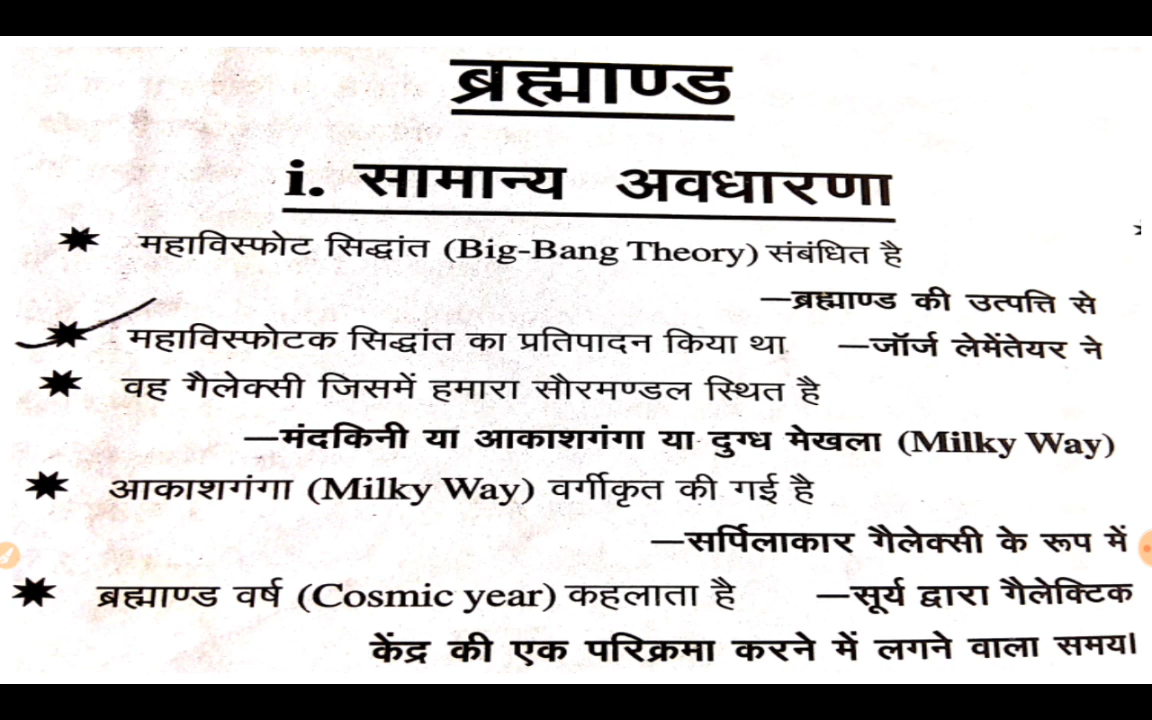 ब्रह्माण्ड
i. सामान्य अवधारणा
महाविस्फोट सिद्धांत (Big-Bang Theory) संबंधित है
—ब्रह्माण्ड की उत्पत्ति से
महाविस्फोटक सिद्धांत का प्रतिपादन किया था —जॉर्ज लेमेंतेयर ने
वह गैलेक्सी जिसमें हमारा सौरमण्डल स्थित है
—मंदकिनी या आकाशगंगा या दुग्ध मेखला (Milky Way)
आकाशगंगा (Milky Way) वर्गीकृत की गई है
—सर्पिलाकार गैलेक्सी के रूप में
ब्रह्माण्ड वर्ष (Cosmic year) कहलाता है —सूर्य द्वारा गैलेक्टिक
केंद्र की एक परिक्रमा करने में लगने वाला समय।